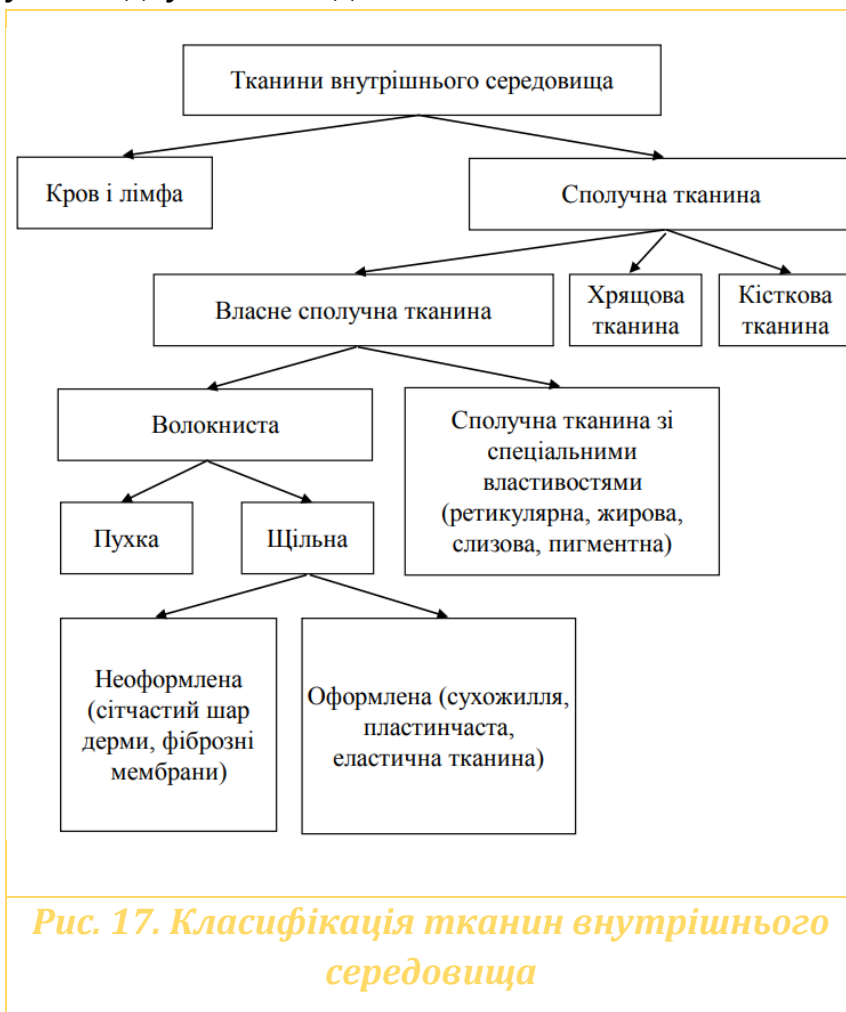 Тканини внутрішнього середовища
Кров і лімфа
Сполучна тканина
Власне сполучна тканина
Хрящова
тканина
Кісткова
тканина
Волокниста
Сполучна тканина зі
спеціальними
властивостями
(ретикулярна, жирова,
слизова, пигментна)
Пухка
Щільна
Неоформлена
(сітчастий шар
дерми, фіброзні
мембрани)
Оформлена (сухожилля,
пластинчаста,
еластична тканина)
Рис. 17. Класифікація тканин внутрішнього
середовища